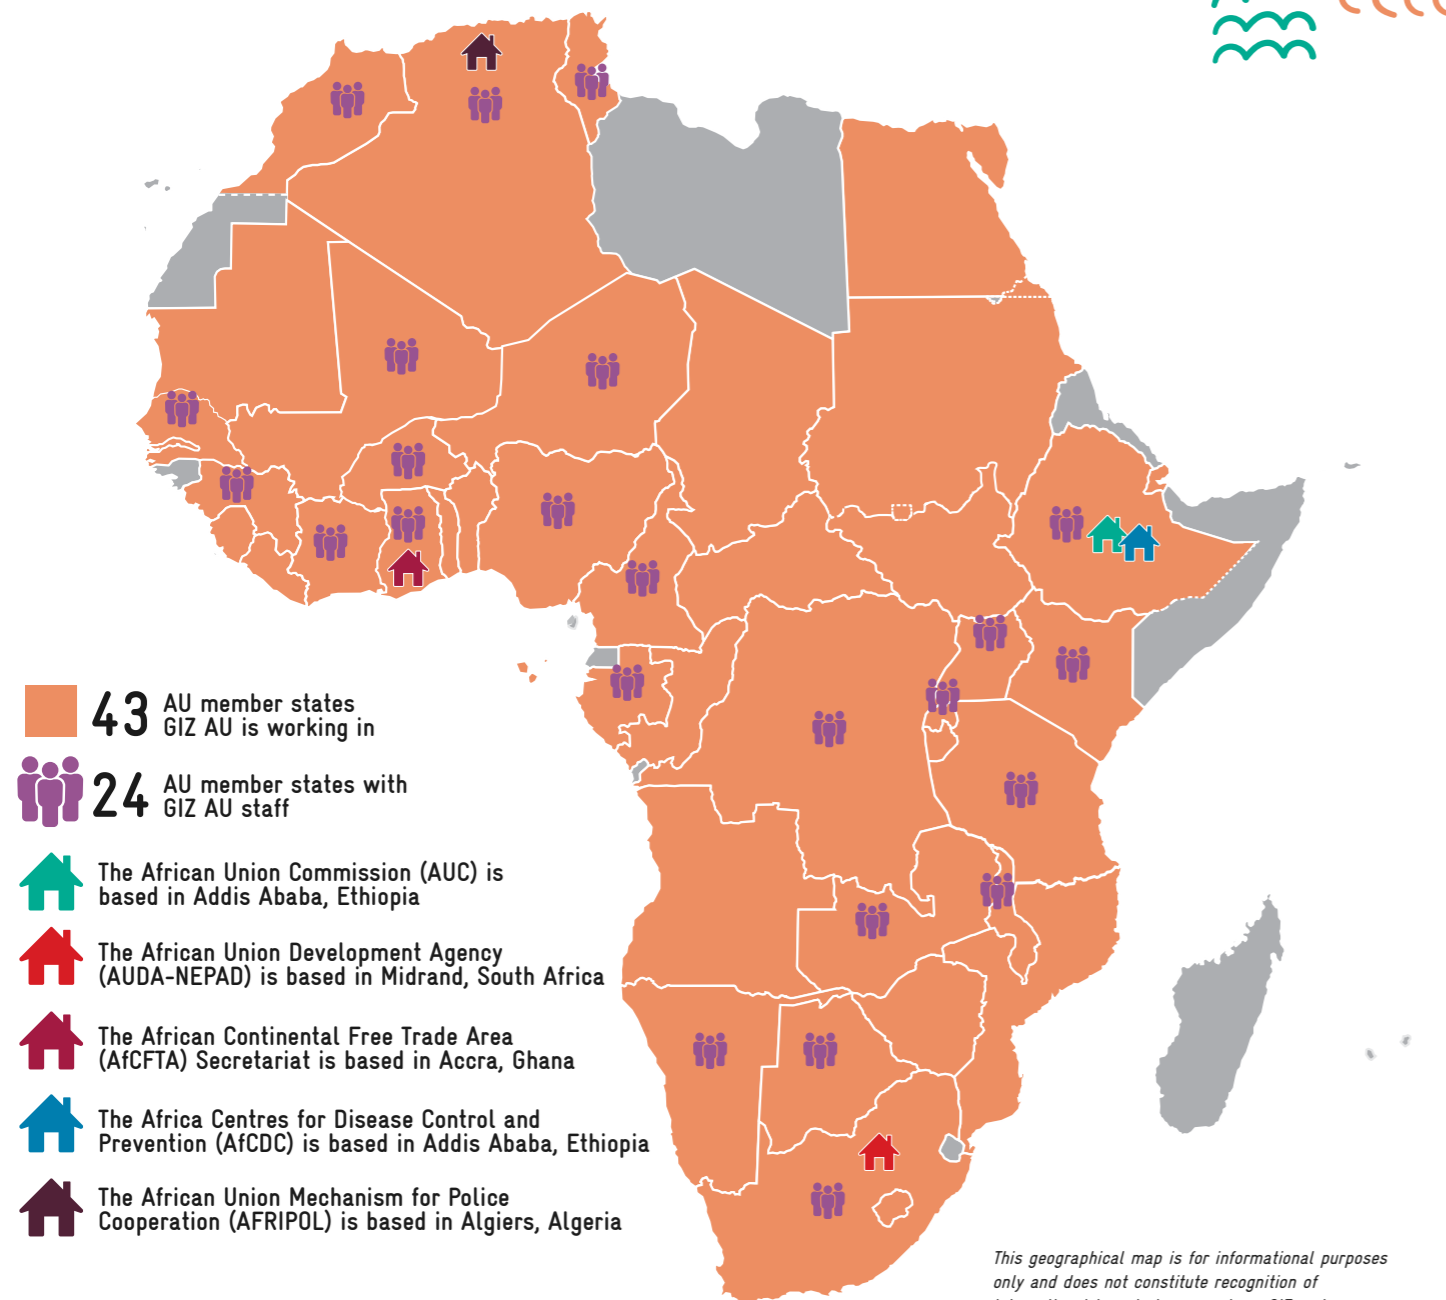 43 AU member states
GIZ AU is working in
24 AU member states with
GIZ AU staff
The African Union Commission (AUC) is
based in Addis Ababa, Ethiopia
The African Union Development Agency
(AUDA-NEPAD) is based in Midrand, South Africa
The African Continental Free Trade Area
(AfCFTA) Secretariat is based in Accra, Ghana
The Africa Centres for Disease Control and
Prevention (AfCDC) is based in Addis Ababa, Ethiopia
The African Union Mechanism for Police
Cooperation (AFRIPOL) is based in Algiers, Algeria
This geographical map is for informational purposes
only and does not constitute recognition of